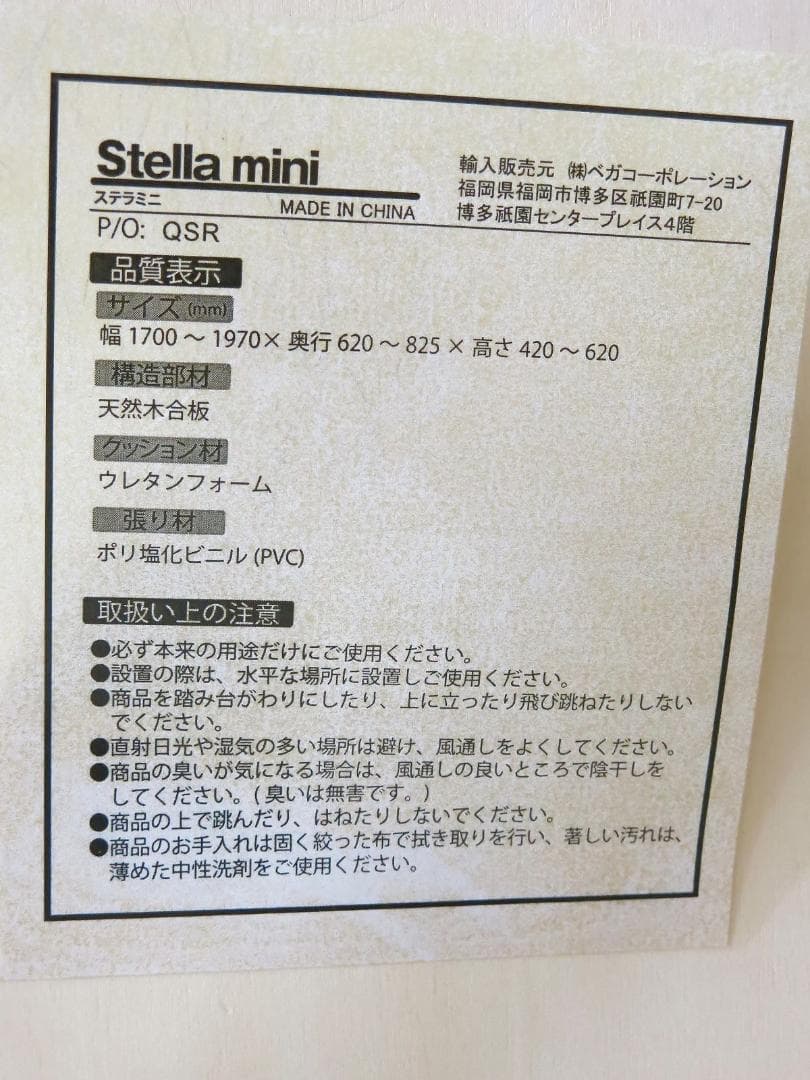 Stella mini
ステラミニ
MADE IN CHINA
輸入販売元 ㈱ベガコーポレーション
福岡県福岡市博多区祇園町7-20
博多祇園センタープレイス4階
P/O: QSR
品質表示
サイズ(mm)
幅 1700 ～ 1970 × 奥行 620 ～ 825 × 高さ 420 ～ 620
構造部材
天然木合板
クッション材
ウレタンフォーム
張り材
ポリ塩化ビニル (PVC)
取扱い上の注意
●必ず本来の用途だけにご使用ください。
●設置の際は、水平な場所に設置しご使用ください。
●商品を踏み台がわりにしたり、上に立ったり飛び跳ねたりしない
でください。
●直射日光や湿気の多い場所は避け、風通しをよくしてください。
●商品の臭いが気になる場合は、風通しの良いところで陰干しを
してください。( 臭いは無害です。)
●商品の上で跳んだり、はねたりしないでください。
●商品のお手入れは固く絞った布で拭き取りを行い、著しい汚れは、
薄めた中性洗剤をご使用ください。